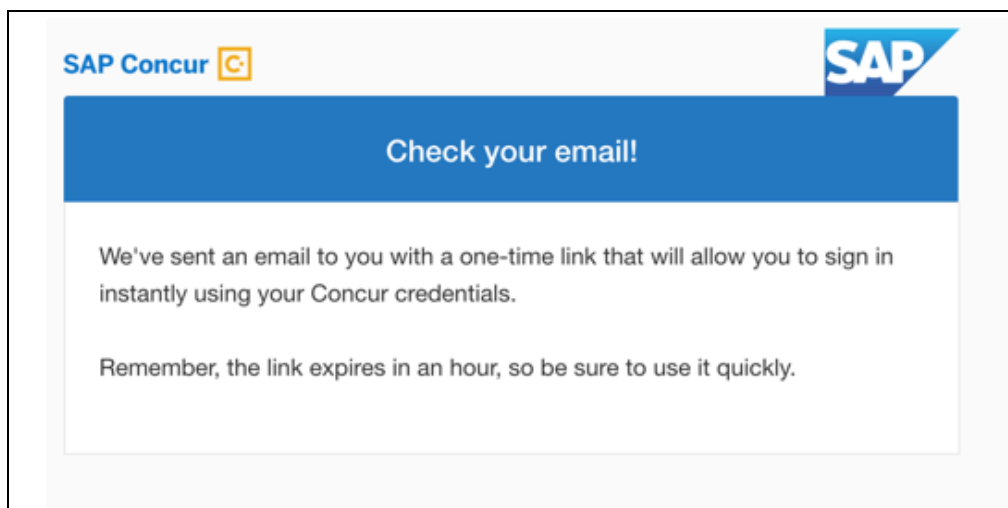 SAP Concur C
SAP
Check your email!
We've sent an email to you with a one-time link that will allow you to sign in
instantly using your Concur credentials.
Remember, the link expires in an hour, so be sure to use it quickly.